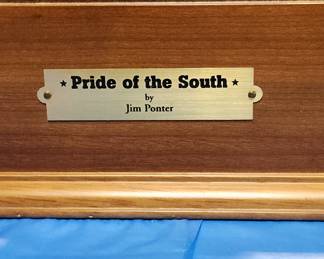 ★ Pride of the South ★
by
Jim Ponter